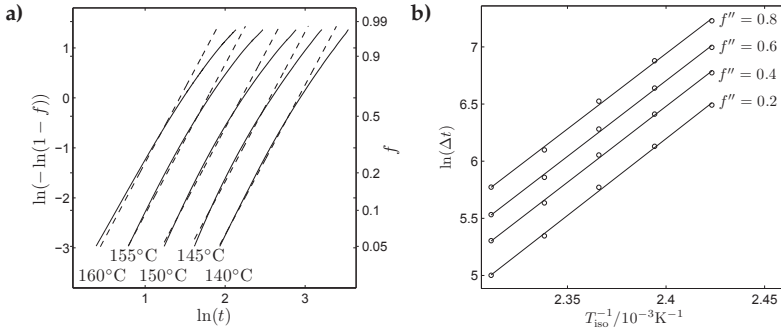 a)
ln(− ln(1 − f))
1
0
−1
−2
−3
0.99
0.9
0.5
0.2
0.1
0.05
f
155°C
145°C
160°C
150°C
140°C
1
2
3
ln(t)
b)
ln(Δt)
7
6.5
6
5.5
5
f″ = 0.8
f″ = 0.6
f″ = 0.4
f″ = 0.2
2.35
2.4
2.45
T_iso^−1/10^−3K^−1